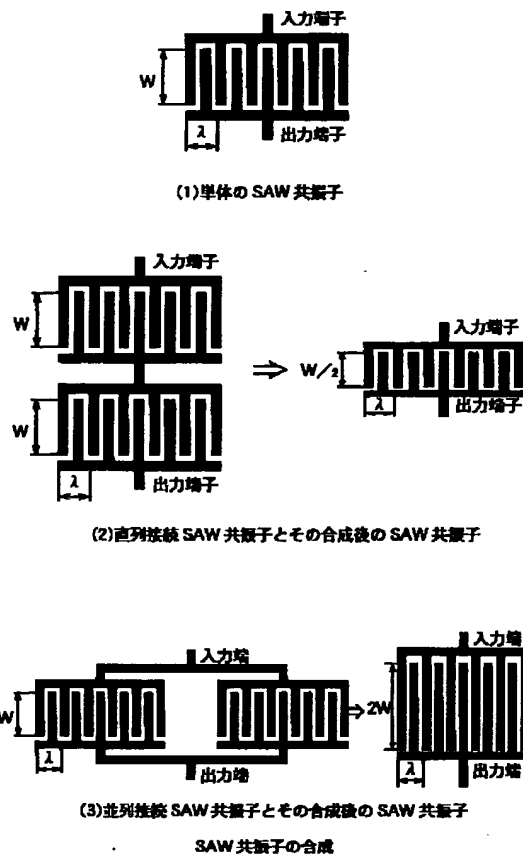 入力端子
W
λ
出力端子
(1)単体の SAW 共振子
入力端子
W
W
λ
出力端子
⇒
入力端子
W/2
λ
出力端子
(2)直列接続 SAW 共振子とその合成後の SAW 共振子
入力端
W
λ
出力端
⇒
入力端
2W
λ
出力端
(3)並列接続 SAW 共振子とその合成後の SAW 共振子
SAW 共振子の合成